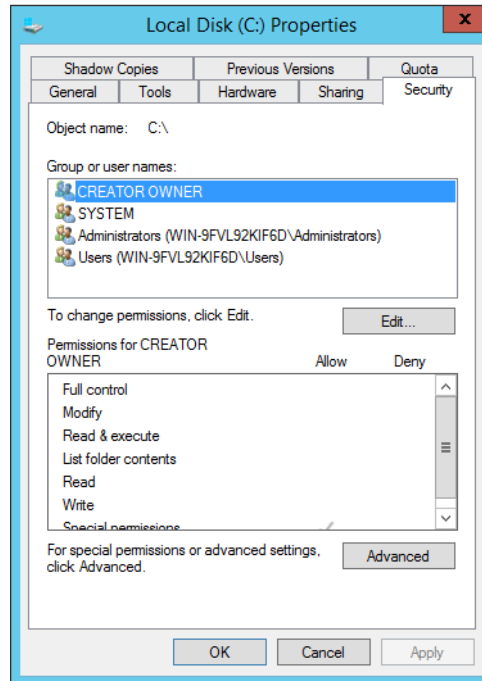 Local Disk (C:) Properties
x
Shadow Copies Previous Versions Quota
General Tools Hardware Sharing Security
Object name: C:\
Group or user names:
CREATOR OWNER
SYSTEM
Administrators (WIN-9FVL92KIF6D\Administrators)
Users (WIN-9FVL92KIF6D\Users)
To change permissions, click Edit.
Edit...
Permissions for CREATOR
OWNER Allow Deny
Full control
Modify
Read & execute
List folder contents
Read
Write
Special permissions
For special permissions or advanced settings,
click Advanced.
Advanced
OK Cancel Apply